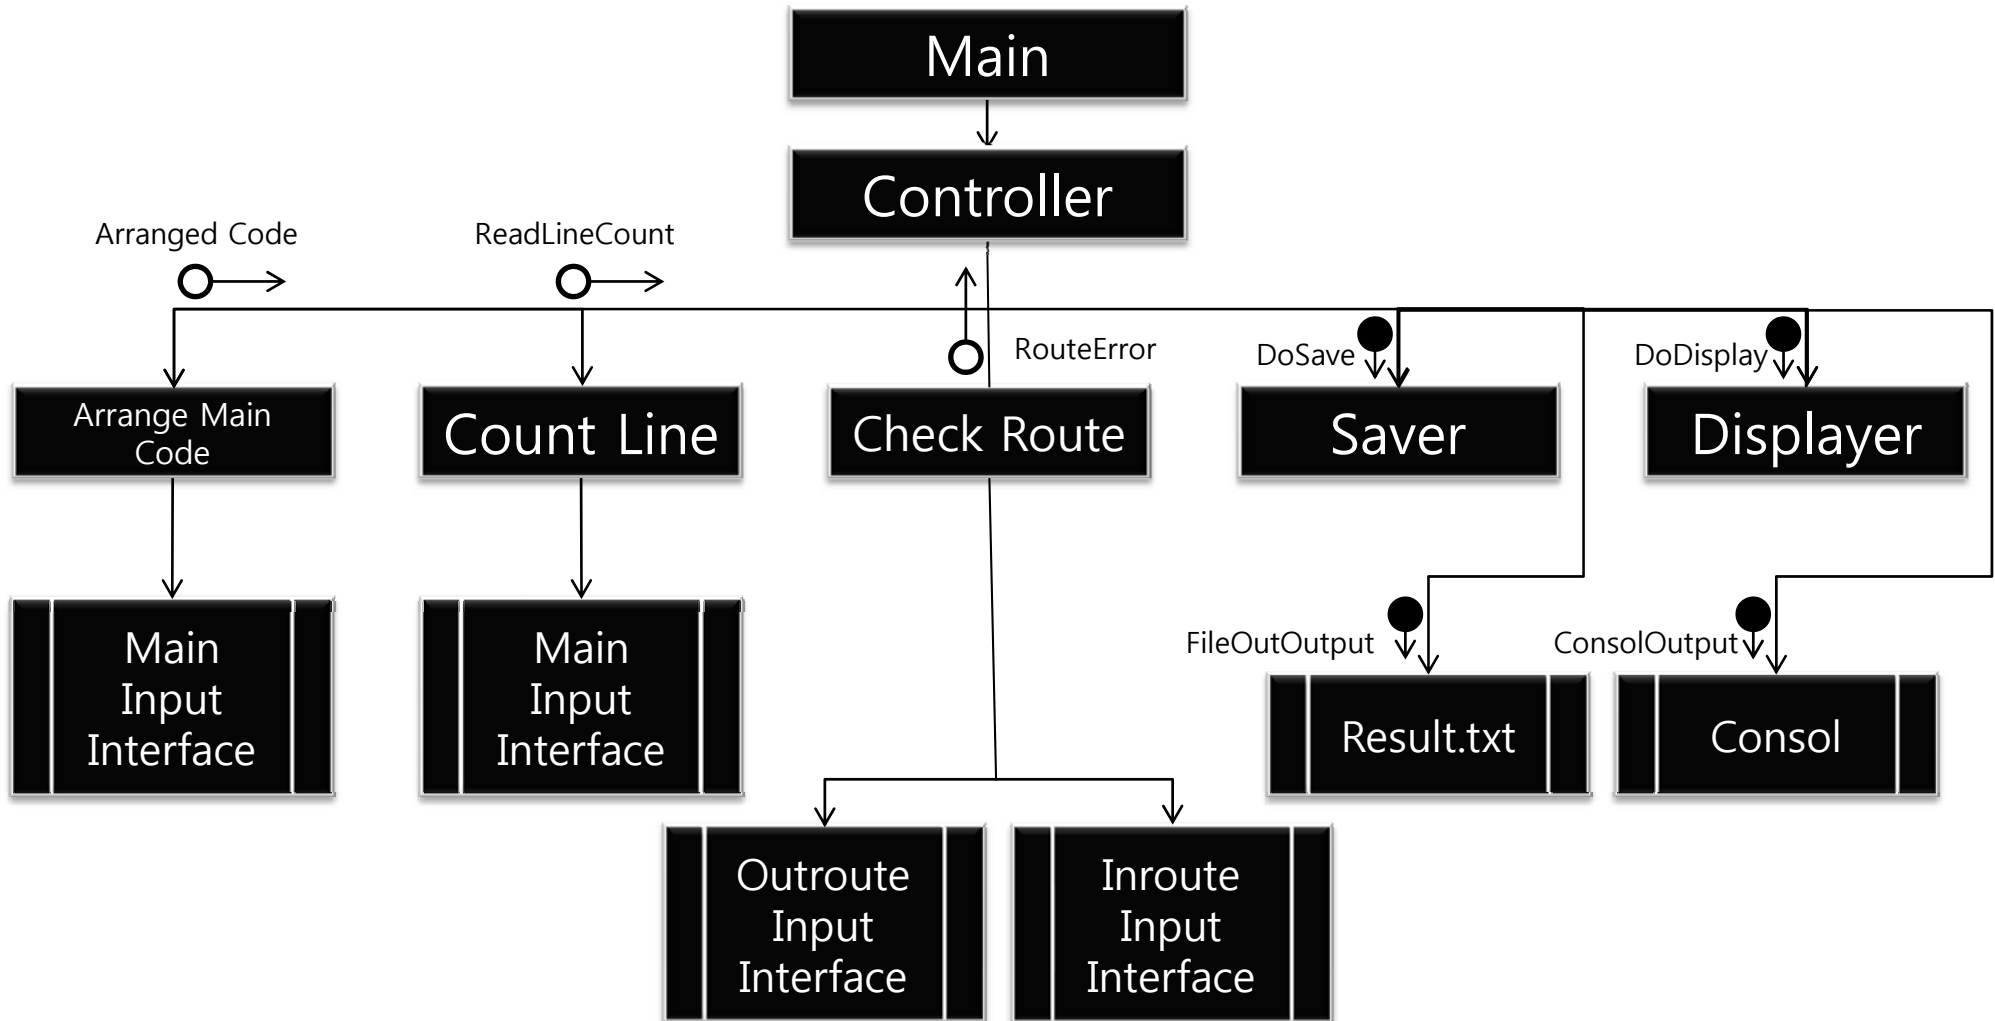 Main
Controller
Arranged Code
ReadLineCount
RouteError
DoSave
DoDisplay
Arrange Main
Code
Count Line
Check Route
Saver
Displayer
Main
Input
Interface
Main
Input
Interface
FileOutOutput
ConsolOutput
Result.txt
Consol
Outroute
Input
Interface
Inroute
Input
Interface